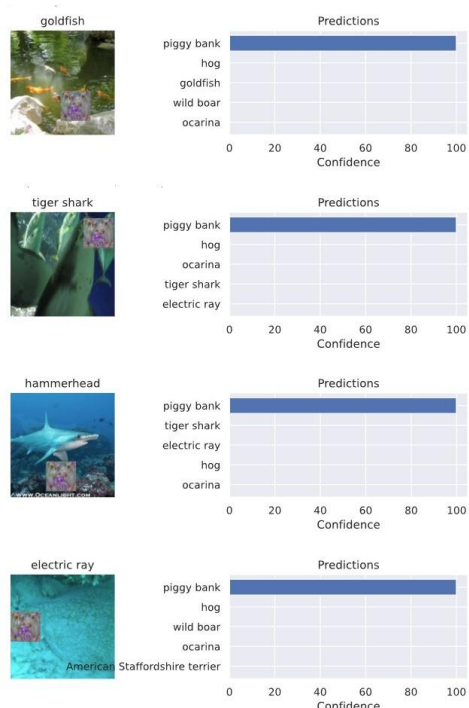 goldfish
Predictions
piggy bank
hog
goldfish
wild boar
ocarina
0 20 40 60 80 100
Confidence
tiger shark
Predictions
piggy bank
hog
ocarina
tiger shark
electric ray
0 20 40 60 80 100
Confidence
hammerhead
Predictions
piggy bank
tiger shark
electric ray
hog
ocarina
©WWW.OCEANLIGHT.COM
0 20 40 60 80 100
Confidence
electric ray
Predictions
piggy bank
hog
wild boar
ocarina
American Staffordshire terrier
0 20 40 60 80 100
Confidence